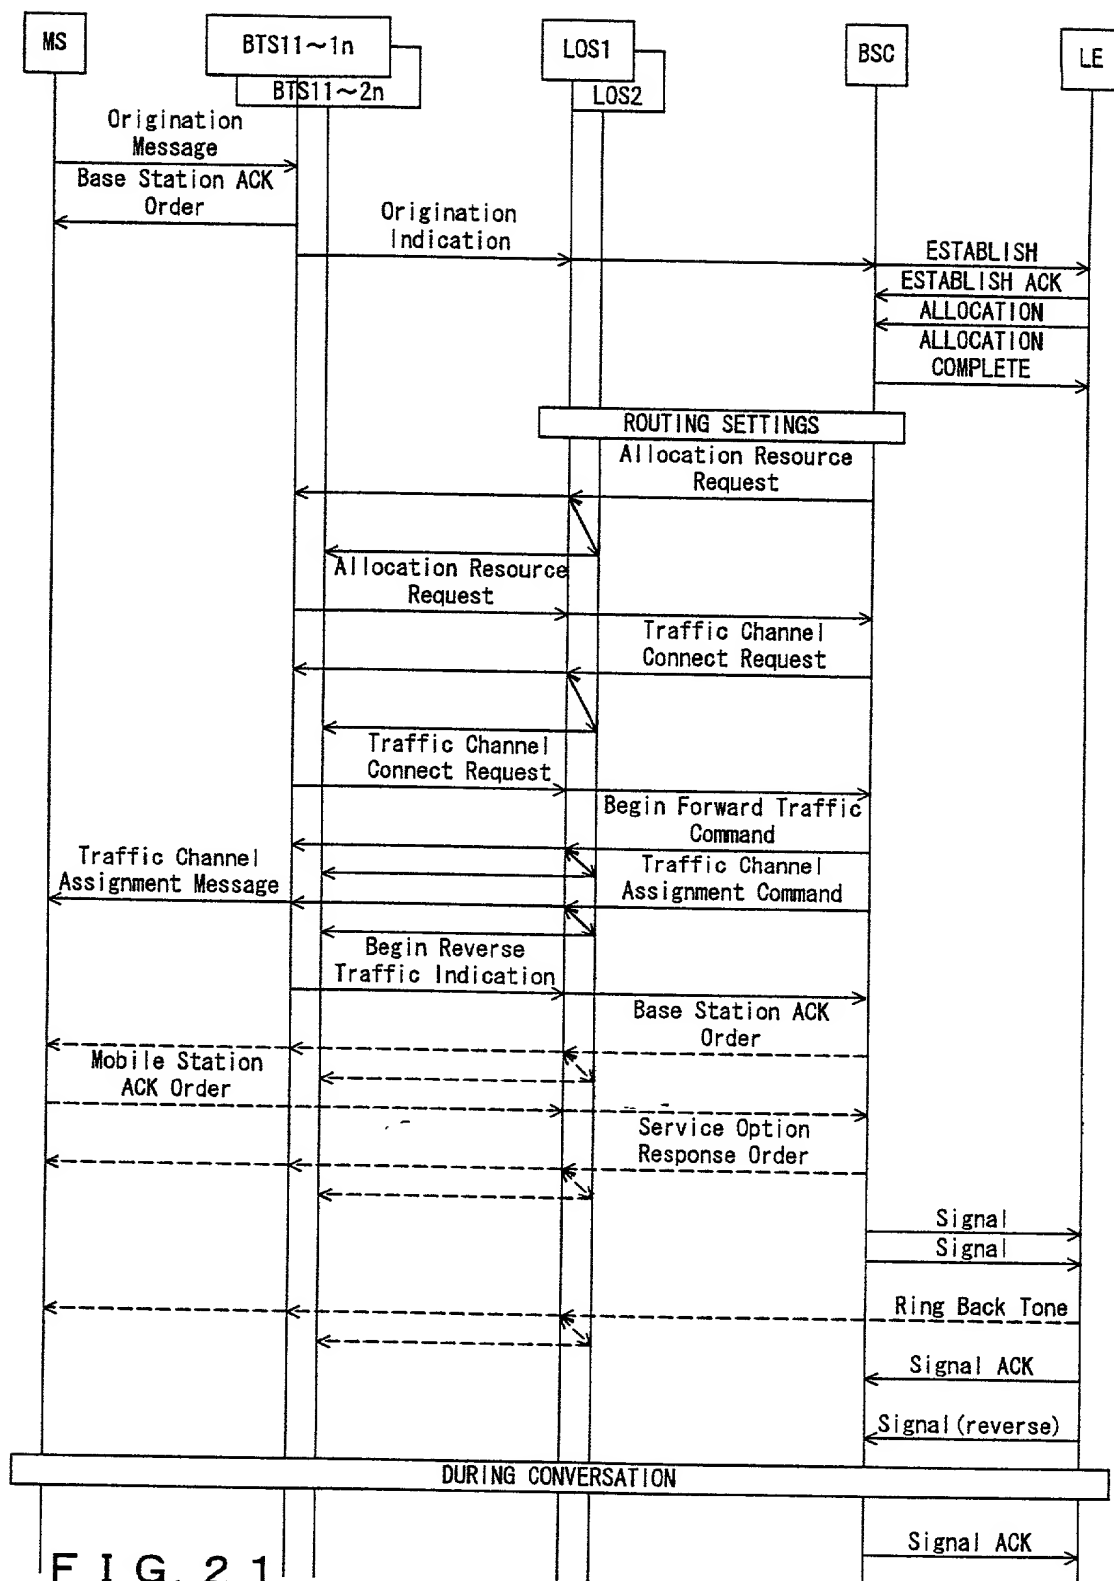 MS
BTS11~1n
BTS11~2n
LOS1
LOS2
BSC
LE
Origination
Message
Base Station ACK
Order
Origination
Indication
ESTABLISH
ESTABLISH ACK
ALLOCATION
ALLOCATION
COMPLETE
ROUTING SETTINGS
Allocation Resource
Request
Allocation Resource
Request
Traffic Channel
Connect Request
Traffic Channel
Connect Request
Begin Forward Traffic
Command
Traffic Channel
Assignment Message
Traffic Channel
Assignment Command
Begin Reverse
Traffic Indication
Base Station ACK
Order
Mobile Station
ACK Order
Service Option
Response Order
Signal
Signal
Ring Back Tone
Signal ACK
Signal(reverse)
DURING CONVERSATION
Signal ACK
FIG. 21